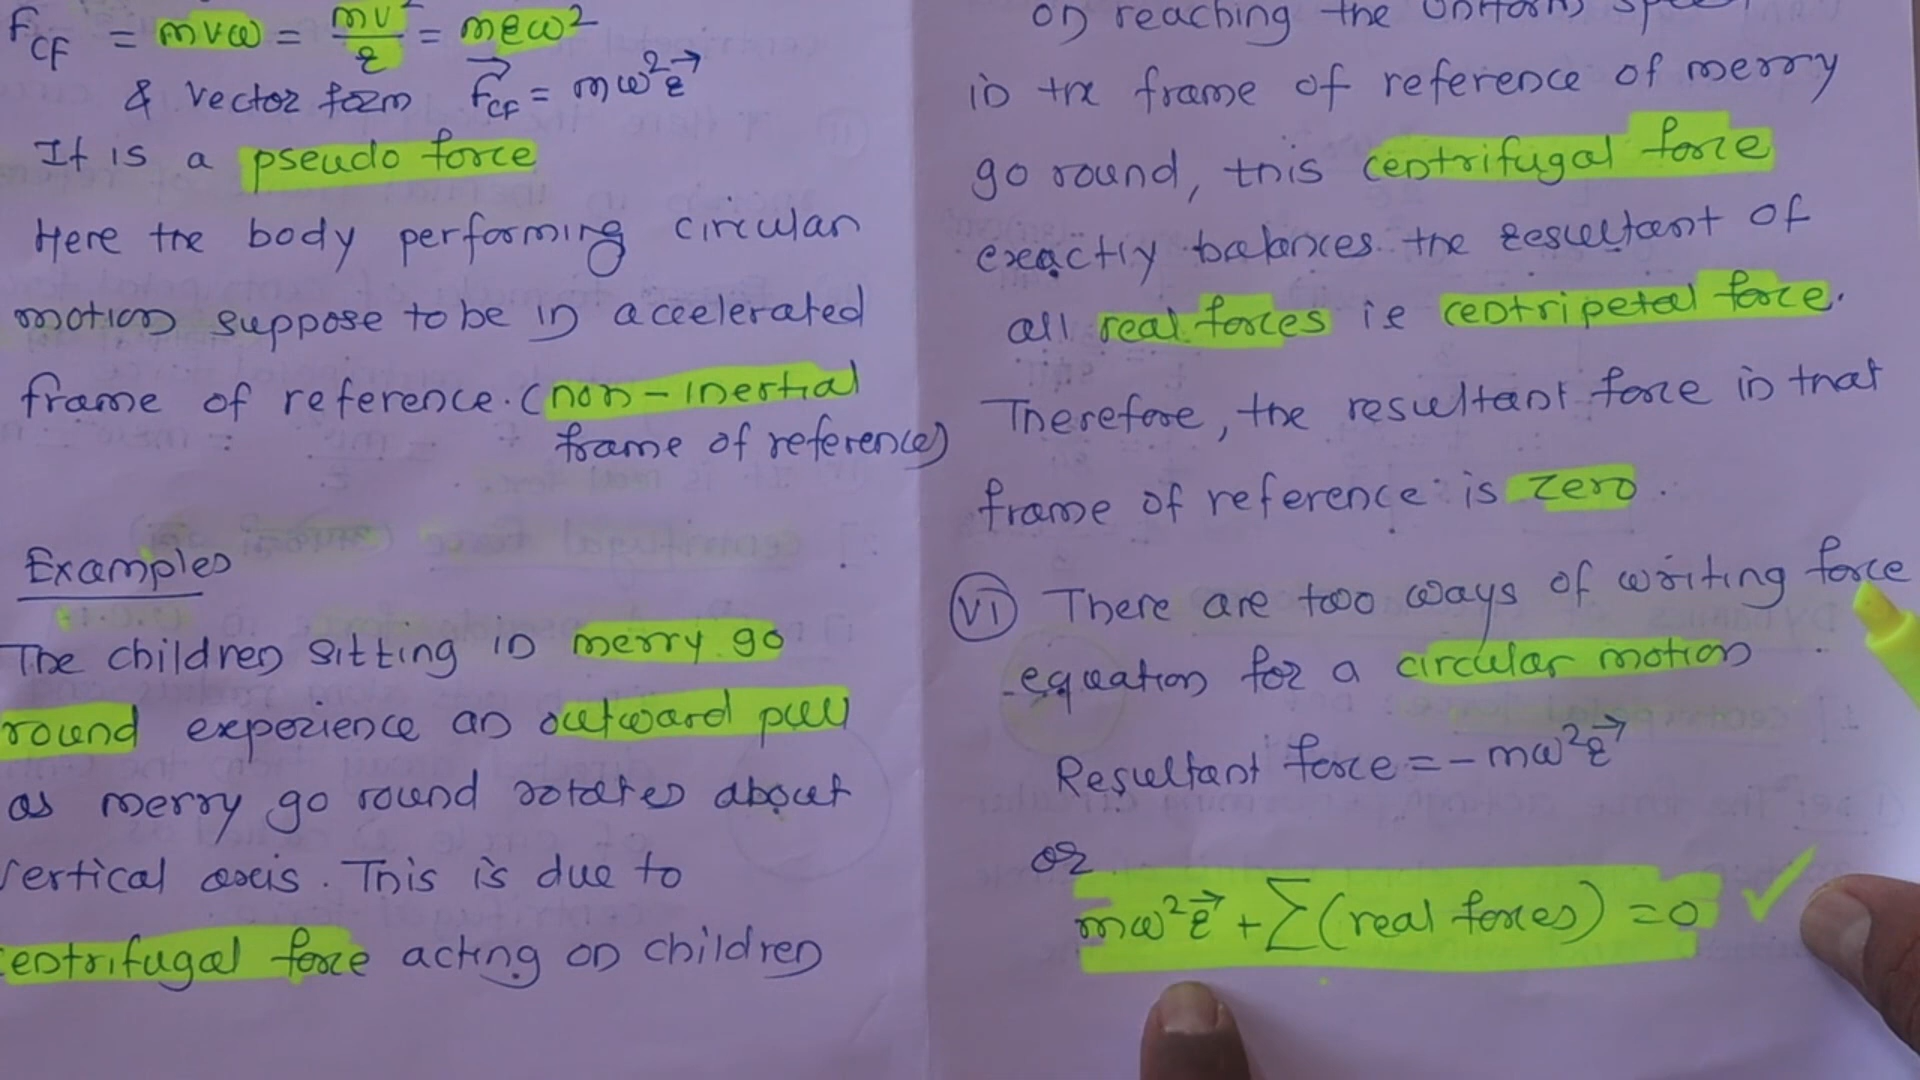 F_CF = mvω = mv²/r = mrω²
& vector form F⃗_CF = mω²r⃗
It is a pseudo force
Here the body performing circular
motion suppose to be in accelerated
frame of reference. (non-inertial
frame of reference)
Examples
The children sitting in merry go
round experience an outward pull
as merry go round rotates about
vertical axis. This is due to
centrifugal force acting on children
on reaching the uniform speed
in the frame of reference of merry
go round, this centrifugal force
exactly balances the resultant of
all real forces ie centripetal force.
Therefore, the resultant force in that
frame of reference is zero.
(VI) There are two ways of writing force
equation for a circular motion
Resultant force = - mω²r⃗
or
mω²r⃗ + ∑(real forces) = 0 ✓